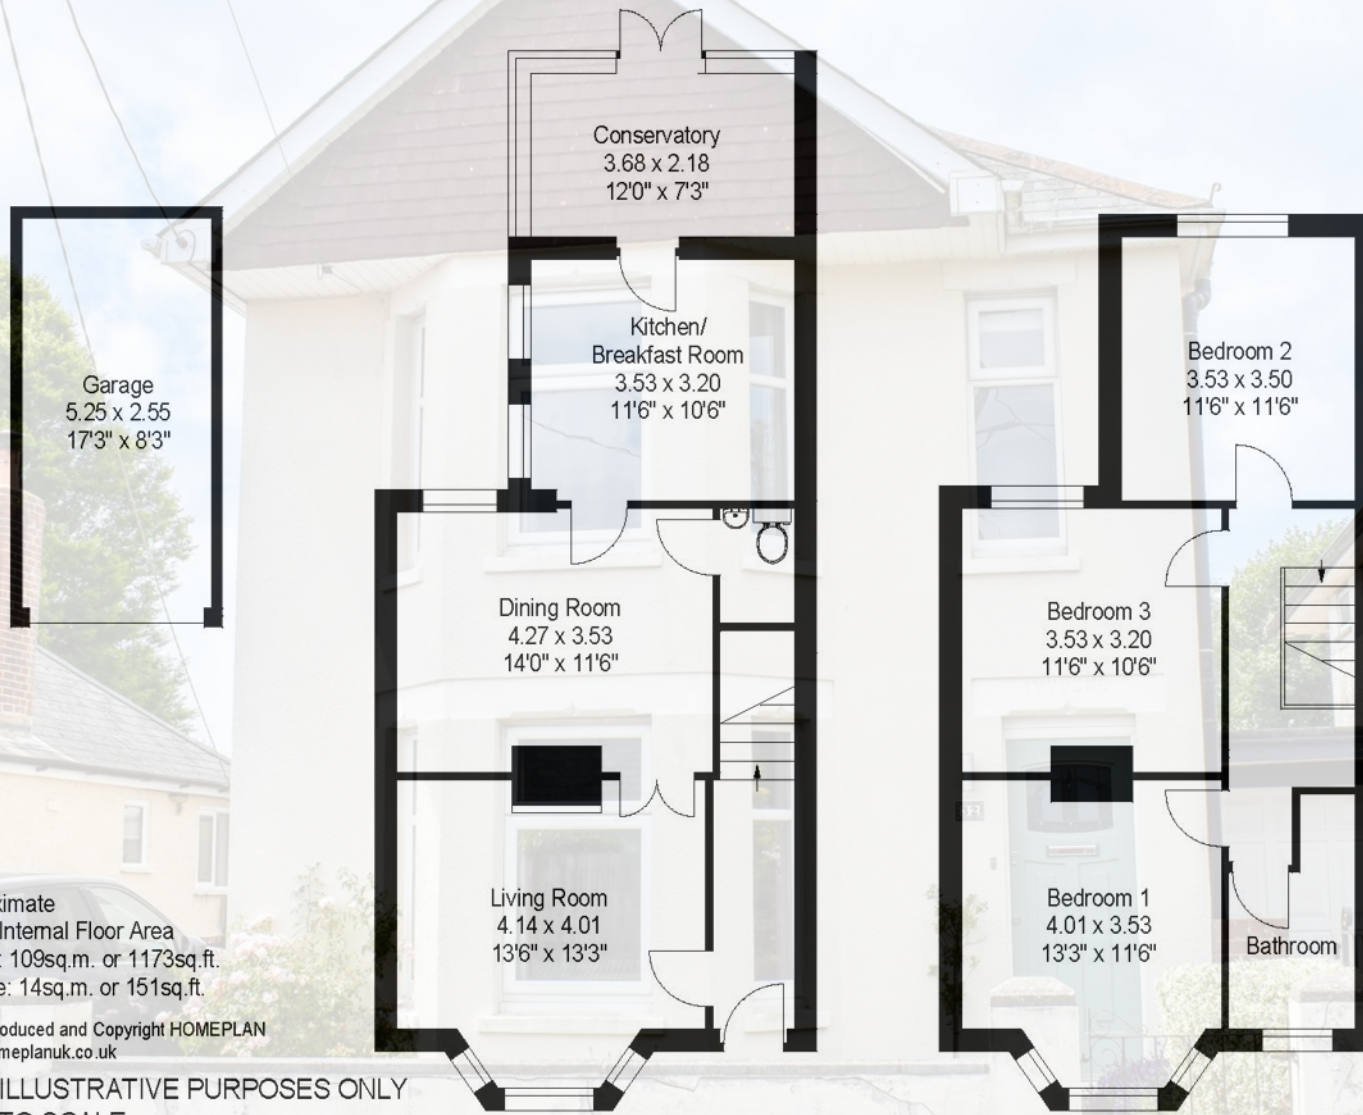 Conservatory
3.68 x 2.18
12'0" x 7'3"
Kitchen/
Breakfast Room
3.53 x 3.20
11'6" x 10'6"
Garage
5.25 x 2.55
17'3" x 8'3"
Bedroom 2
3.53 x 3.50
11'6" x 11'6"
Dining Room
4.27 x 3.53
14'0" x 11'6"
Bedroom 3
3.53 x 3.20
11'6" x 10'6"
Living Room
4.14 x 4.01
13'6" x 13'3"
Bedroom 1
4.01 x 3.53
13'3" x 11'6"
Bathroom
Internal Floor Area
109sq.m. or 1173sq.ft.
14sq.m. or 151sq.ft.
and Copyright HOMEPLAN
ILLUSTRATIVE PURPOSES ONLY
TO SCALE